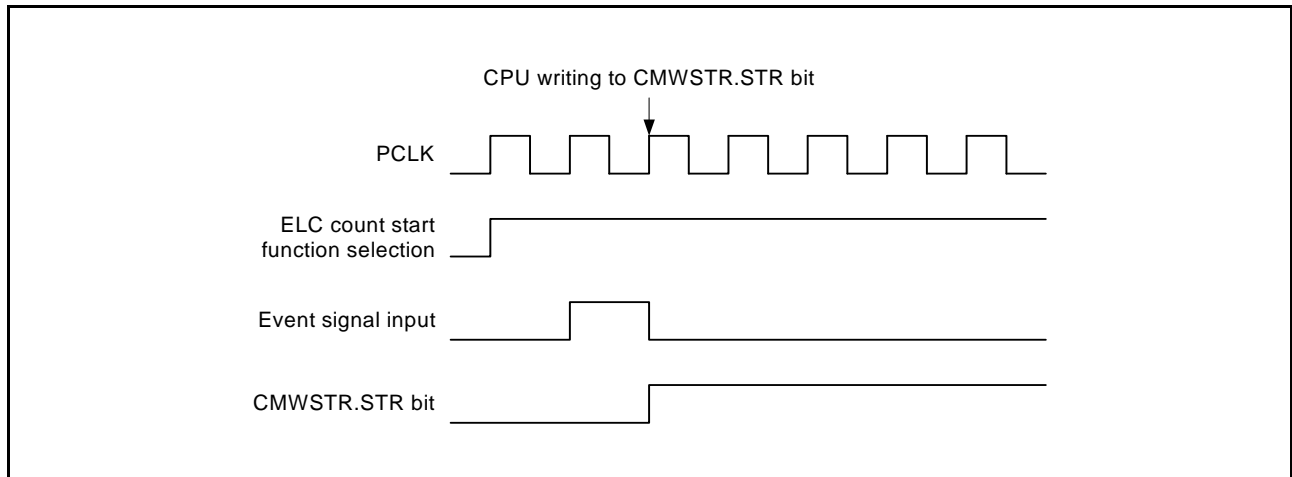 CPU writing to CMWSTR.STR bit
PCLK
ELC count start
function selection
Event signal input
CMWSTR.STR bit